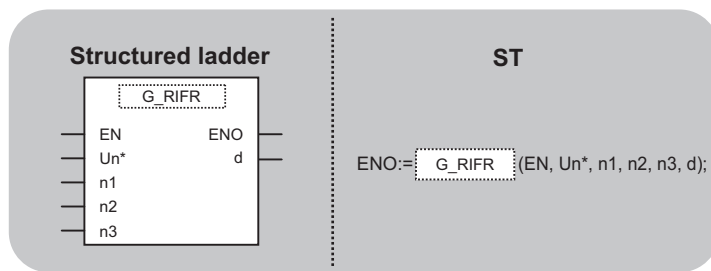 Structured ladder
G_RIFR
EN ENO
Un* d
n1
n2
n3
ST
ENO:= G_RIFR (EN, Un*, n1, n2, n3, d);